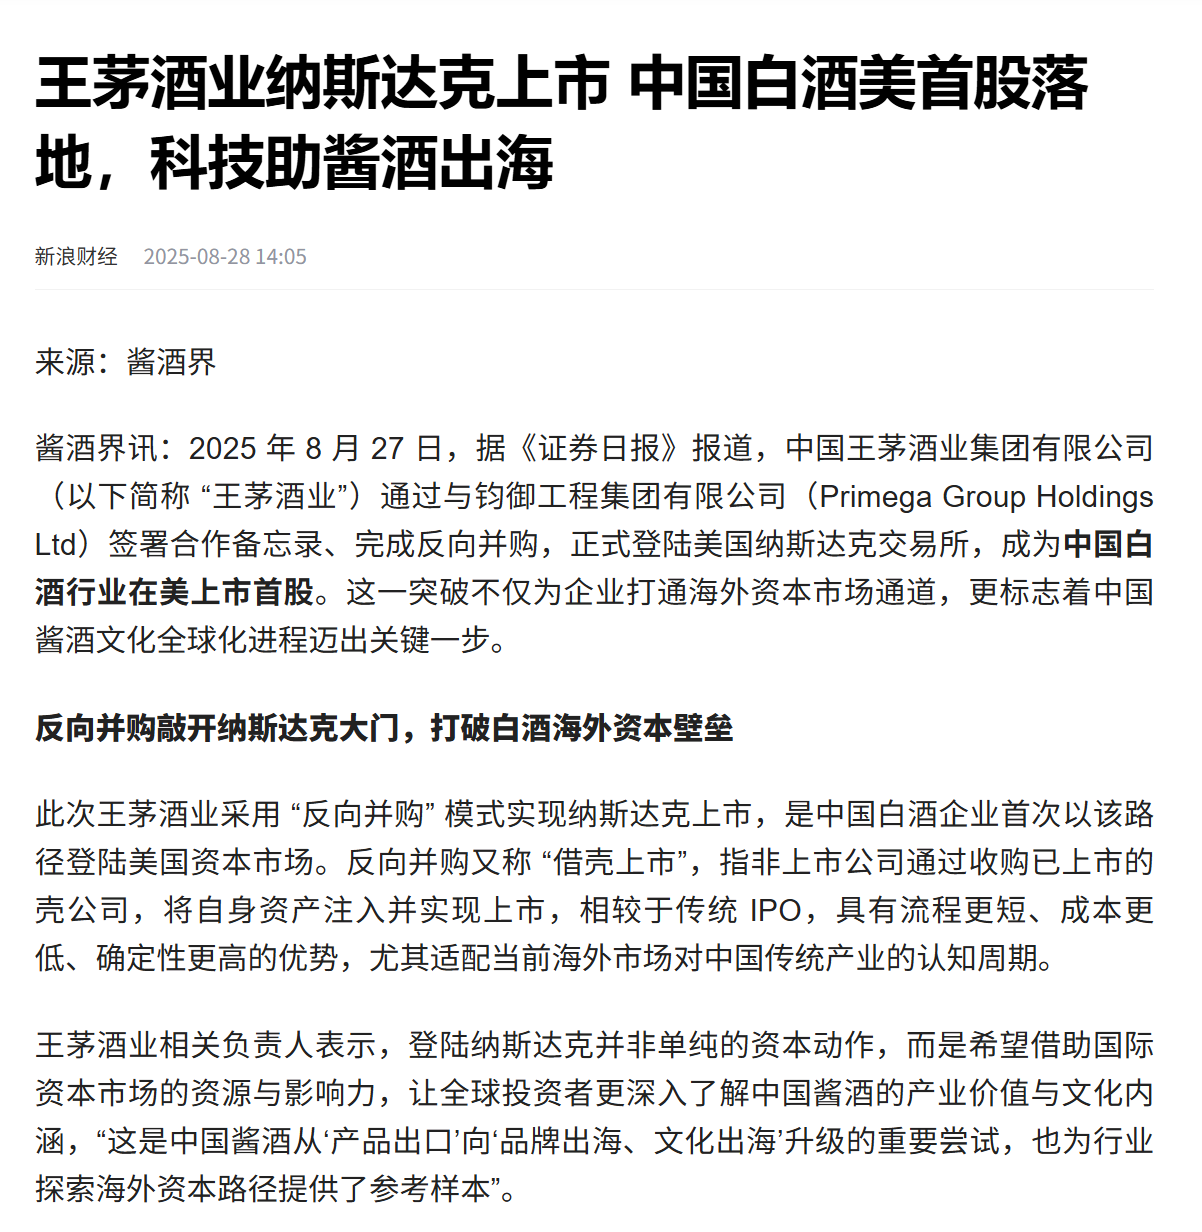 王茅酒业纳斯达克上市 中国白酒美首股落
地，科技助酱酒出海
新浪财经 2025-08-28 14:05
来源：酱酒界
酱酒界讯：2025 年 8 月 27 日，据《证券日报》报道，中国王茅酒业集团有限公司
（以下简称 “王茅酒业”）通过与钧御工程集团有限公司（Primega Group Holdings
Ltd）签署合作备忘录、完成反向并购，正式登陆美国纳斯达克交易所，成为中国白
酒行业在美上市首股。这一突破不仅为企业打通海外资本市场通道，更标志着中国
酱酒文化全球化进程迈出关键一步。
反向并购敲开纳斯达克大门，打破白酒海外资本壁垒
此次王茅酒业采用 “反向并购” 模式实现纳斯达克上市，是中国白酒企业首次以该路
径登陆美国资本市场。反向并购又称 “借壳上市”，指非上市公司通过收购已上市的
壳公司，将自身资产注入并实现上市，相较于传统 IPO，具有流程更短、成本更
低、确定性更高的优势，尤其适配当前海外市场对中国传统产业的认知周期。
王茅酒业相关负责人表示，登陆纳斯达克并非单纯的资本动作，而是希望借助国际
资本市场的资源与影响力，让全球投资者更深入了解中国酱酒的产业价值与文化内
涵，“这是中国酱酒从‘产品出口’向‘品牌出海、文化出海’升级的重要尝试，也为行业
探索海外资本路径提供了参考样本”。